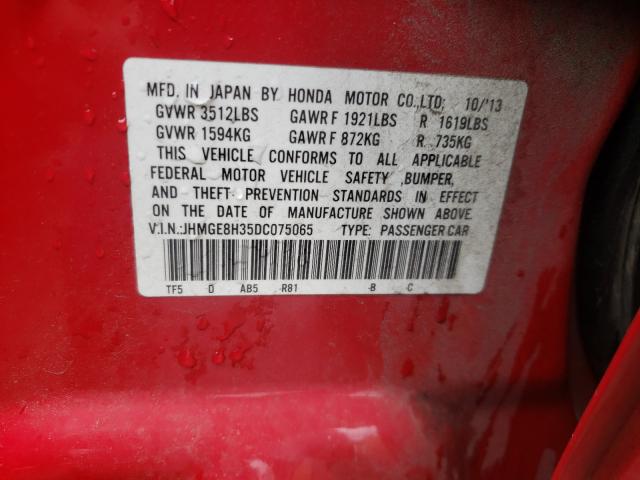 MFD. IN JAPAN BY HONDA MOTOR CO.,LTD. 10/'13
GVWR 3512LBS GAWR F 1921LBS R 1619LBS
GVWR 1594KG GAWR F 872KG R 735KG
THIS VEHICLE CONFORMS TO ALL APPLICABLE
FEDERAL MOTOR VEHICLE SAFETY ,BUMPER,
AND THEFT PREVENTION STANDARDS IN EFFECT
ON THE DATE OF MANUFACTURE SHOWN ABOVE.
V.I.N.:JHMGE8H35DC075065 TYPE: PASSENGER CAR
TF5 D AB5 -R81 -B C